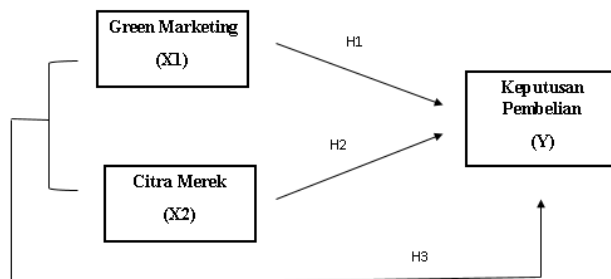 Green Marketing
(X1)
H1
Keputusan
Pembelian
(Y)
H2
Citra Merek
(X2)
H3